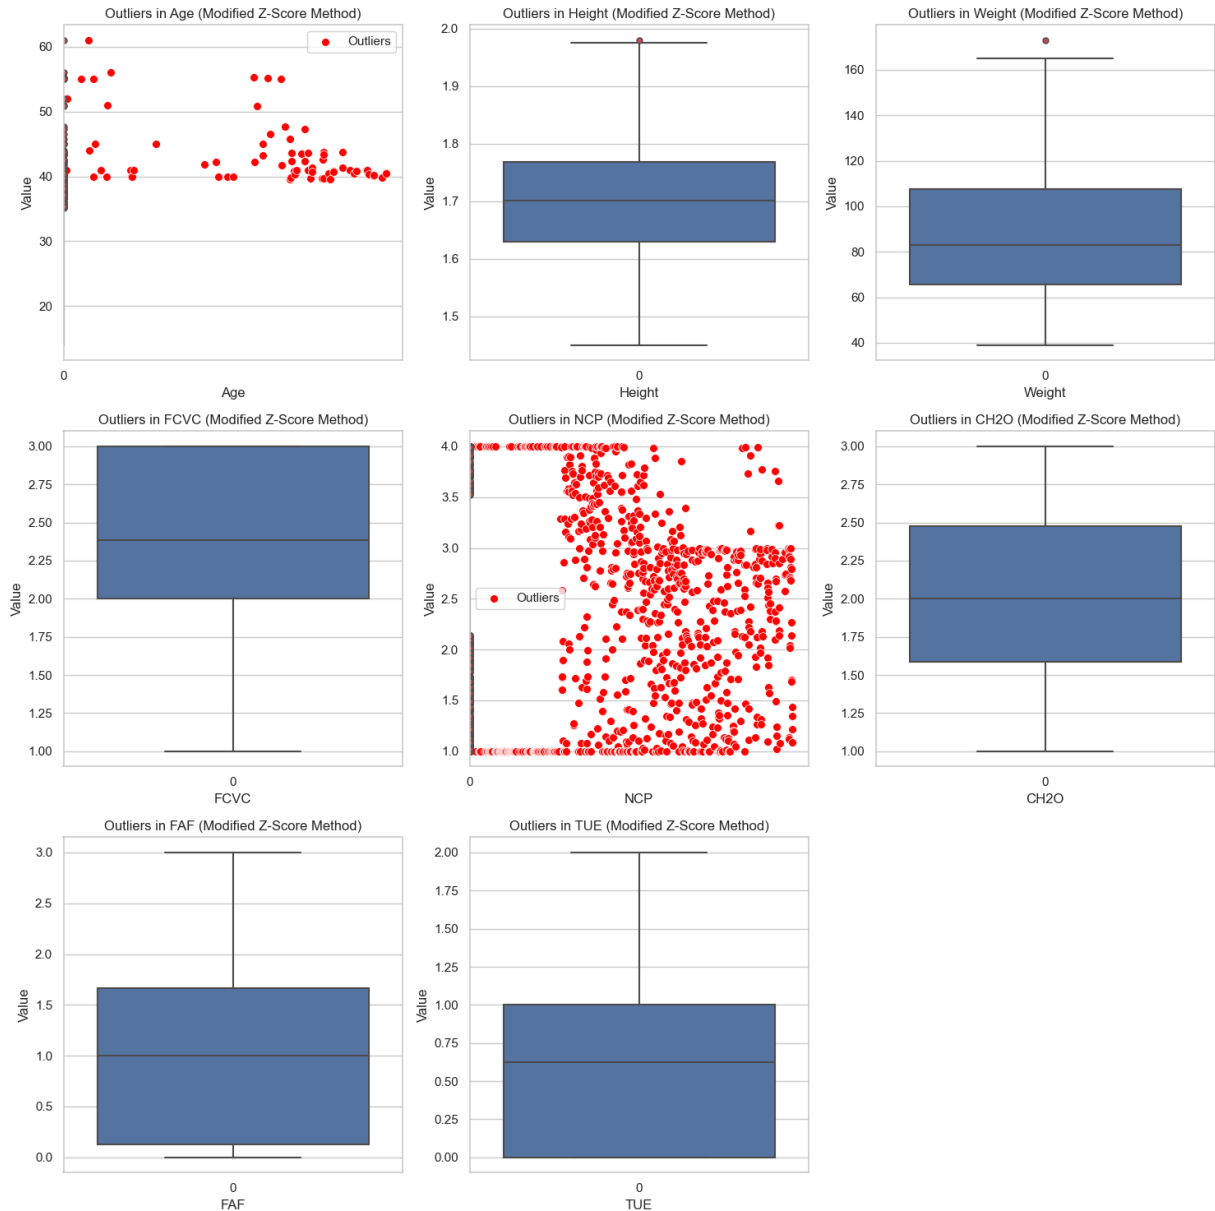 Outliers in Age (Modified Z-Score Method)
Outliers
60
50
40
30
20
Value
0
Age
Outliers in Height (Modified Z-Score Method)
2.0
1.9
1.8
1.7
1.6
1.5
Value
0
Height
Outliers in Weight (Modified Z-Score Method)
160
140
120
100
80
60
40
Value
0
Weight
Outliers in FCVC (Modified Z-Score Method)
3.00
2.75
2.50
2.25
2.00
1.75
1.50
1.25
1.00
Value
0
FCVC
Outliers in NCP (Modified Z-Score Method)
4.0
3.5
3.0
2.5
2.0
1.5
1.0
Value
Outliers
0
NCP
Outliers in CH2O (Modified Z-Score Method)
3.00
2.75
2.50
2.25
2.00
1.75
1.50
1.25
1.00
Value
0
CH2O
Outliers in FAF (Modified Z-Score Method)
3.0
2.5
2.0
1.5
1.0
0.5
0.0
Value
0
FAF
Outliers in TUE (Modified Z-Score Method)
2.00
1.75
1.50
1.25
1.00
0.75
0.50
0.25
0.00
Value
0
TUE